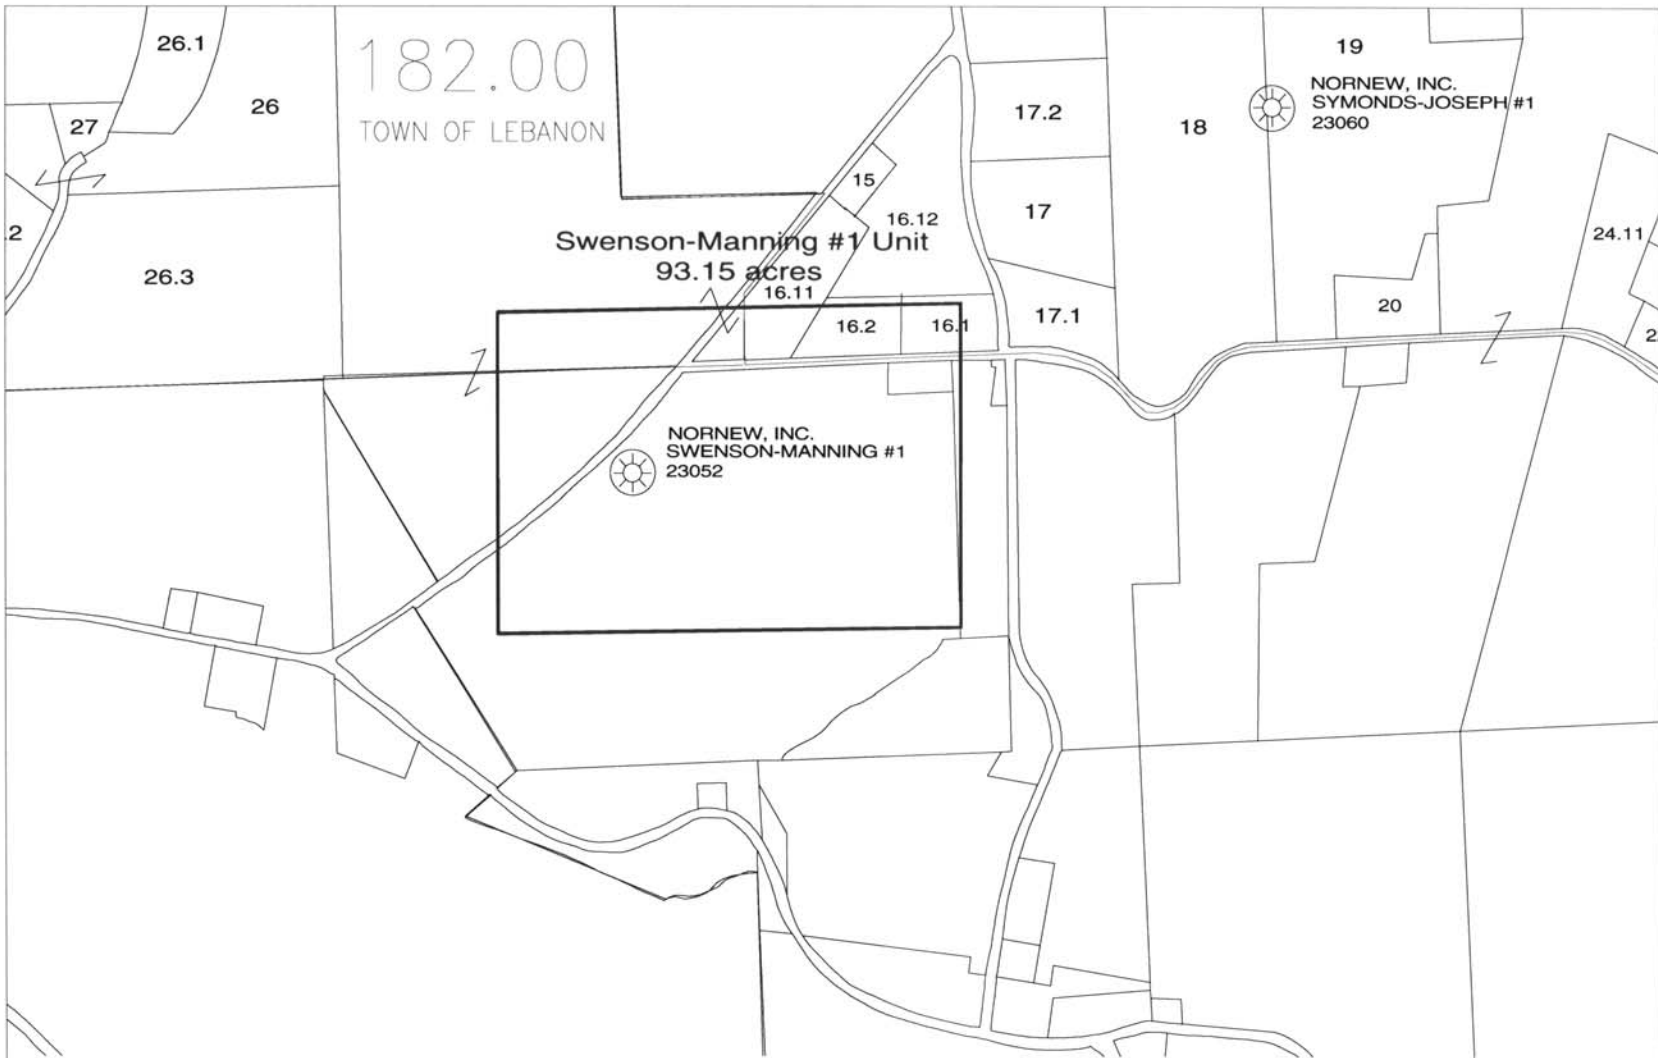 26.1
182.00
19
NORNEW, INC.
SYMONDS-JOSEPH #1
23060
26
27
TOWN OF LEBANON
17.2
18
15
16.12
17
.2
24.11
Swenson-Manning #1 Unit
93.15 acres
26.3
16.11
16.2
16.1
17.1
20
NORNEW, INC.
SWENSON-MANNING #1
23052